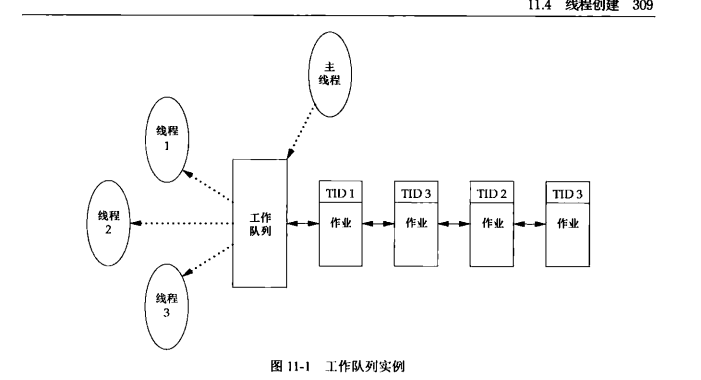 11.4 线程创建 309
主
线程
线程
1
线程
2
线程
3
工作
队列
TID 1
作业
TID 3
作业
TID 2
作业
TID 3
作业
图 11-1 工作队列实例